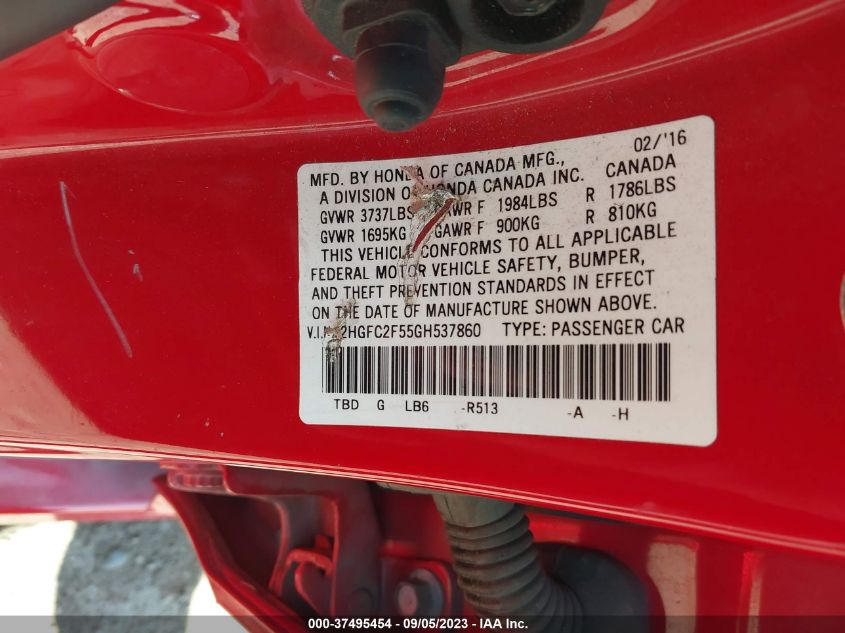 02/'16
MFD. BY HONDA OF CANADA MFG.,
A DIVISION OF HONDA CANADA INC. CANADA
GVWR 3737LBS GAWR F 1984LBS R 1786LBS
GVWR 1695KG GAWR F 900KG R 810KG
THIS VEHICLE CONFORMS TO ALL APPLICABLE
FEDERAL MOTOR VEHICLE SAFETY, BUMPER,
AND THEFT PREVENTION STANDARDS IN EFFECT
ON THE DATE OF MANUFACTURE SHOWN ABOVE.
2HGFC2F55GH537860 TYPE: PASSENGER CAR
TBD G LB6 -R513 -A -H
000-37495454 - 09/05/2023 - IAA Inc.